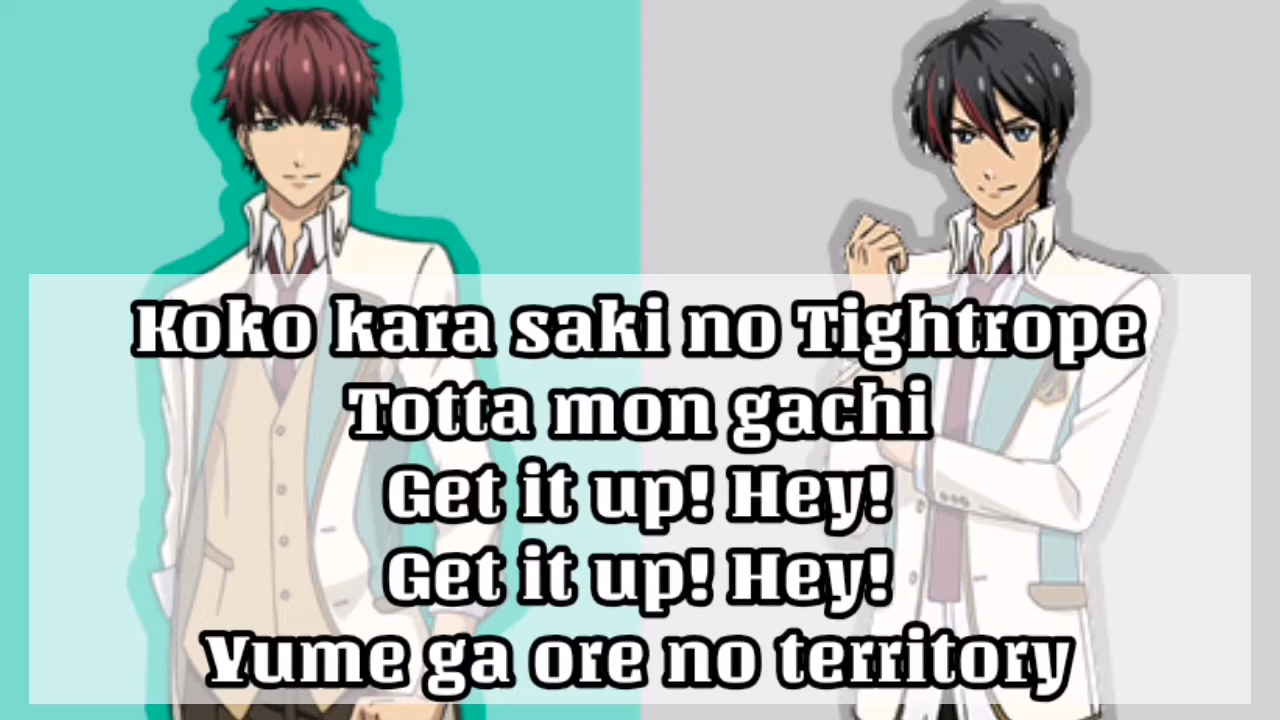 Koko kara saki no Tightrope
Totta mon gachi
Get it up! Hey!
Get it up! Hey!
Yume ga ore no territory